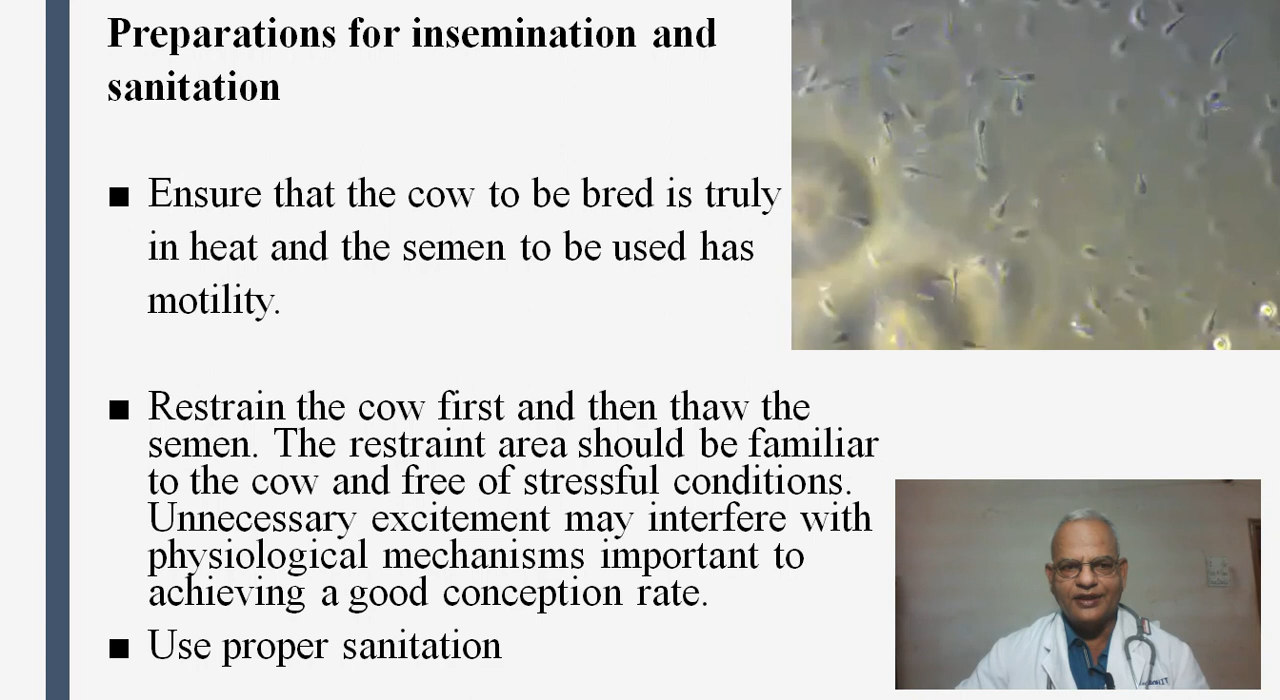 Preparations for insemination and
sanitation
■ Ensure that the cow to be bred is truly
in heat and the semen to be used has
motility.
■ Restrain the cow first and then thaw the
semen. The restraint area should be familiar
to the cow and free of stressful conditions.
Unnecessary excitement may interfere with
physiological mechanisms important to
achieving a good conception rate.
■ Use proper sanitation